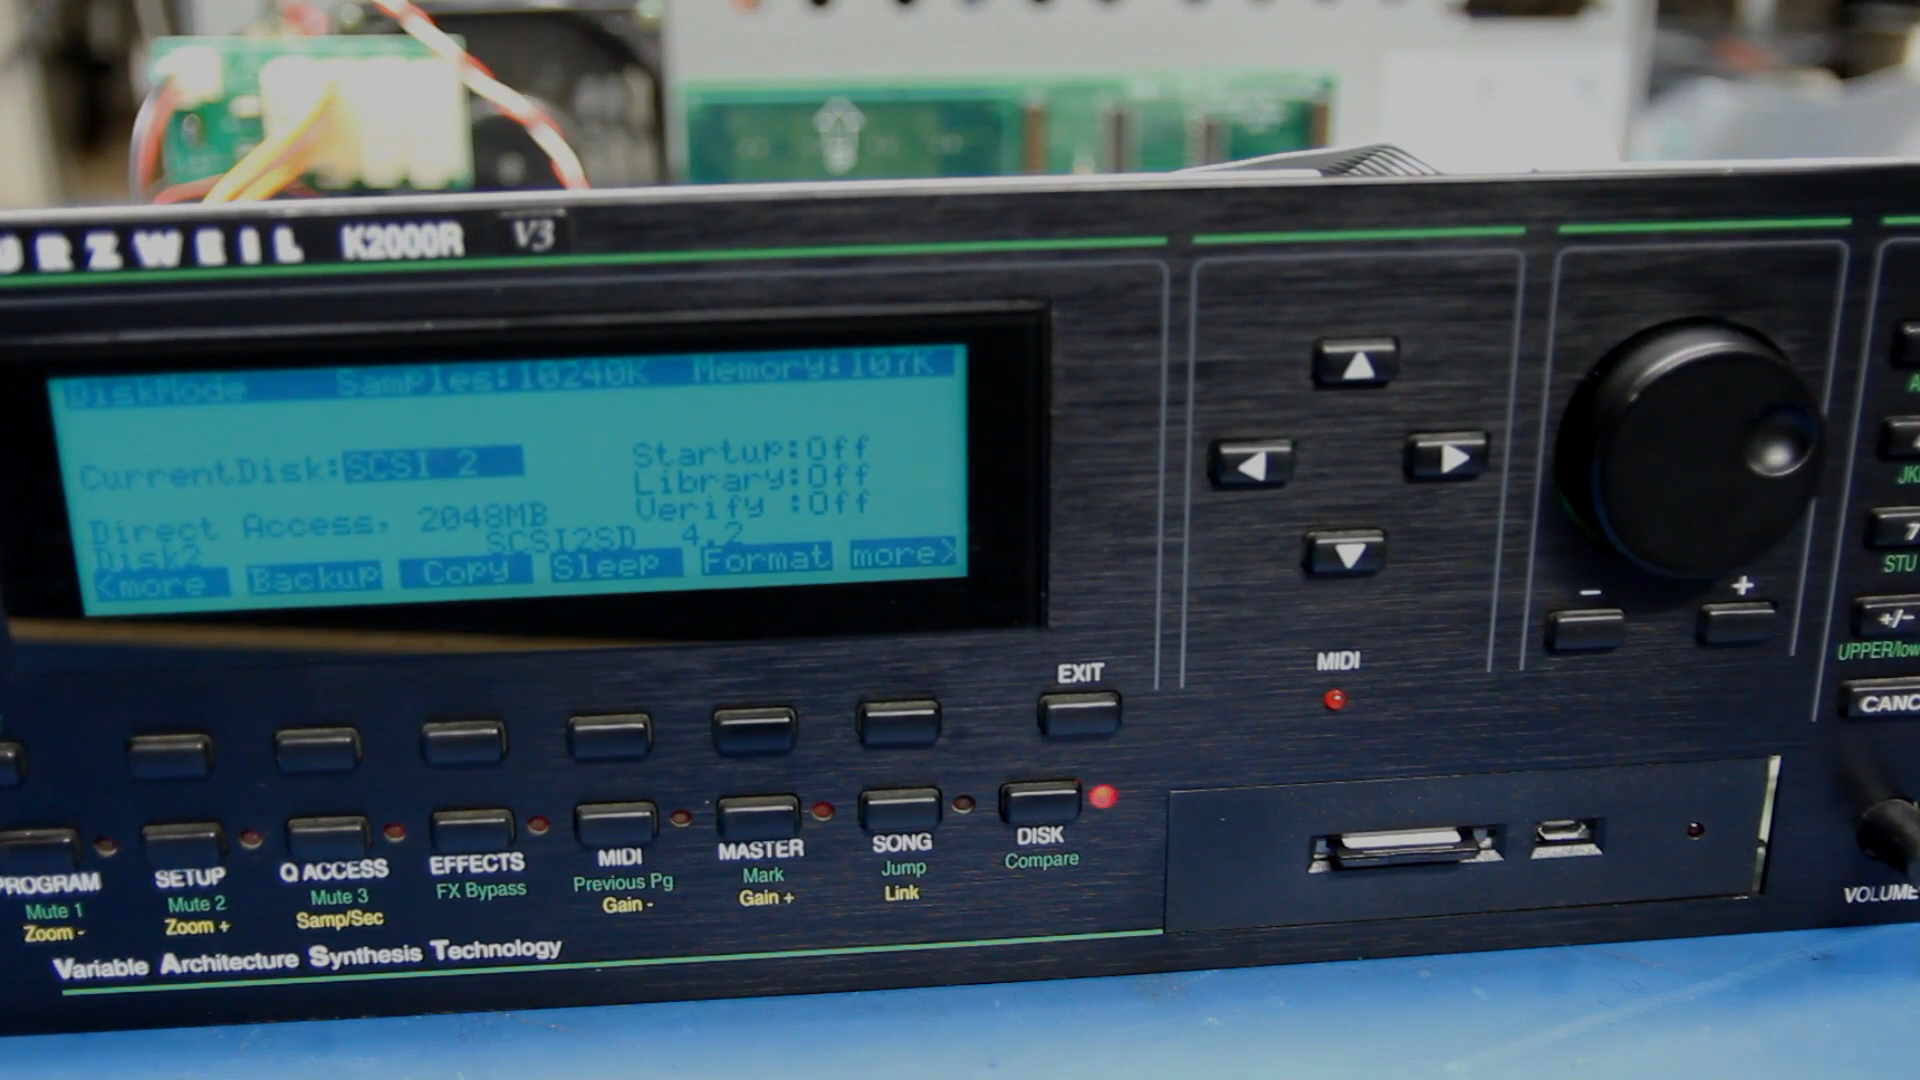 URZWEIL K2000R V3
DiskMode Samples:10240K Memory:107K
CurrentDisk:SCSI 2
Startup:Off
Library:Off
Verify :Off
Direct Access, 2048MB
Disk2 SCSI2SD 4.2
<more Backup Copy Sleep Format more>
EXIT
MIDI
- +
7
STU
+/-
UPPER/low
CANC
VOLUME
PROGRAM
Mute 1
Zoom -
SETUP
Mute 2
Zoom +
Q ACCESS
Mute 3
Samp/Sec
EFFECTS
FX Bypass
MIDI
Previous Pg
Gain -
MASTER
Mark
Gain +
SONG
Jump
Link
DISK
Compare
Variable Architecture Synthesis Technology